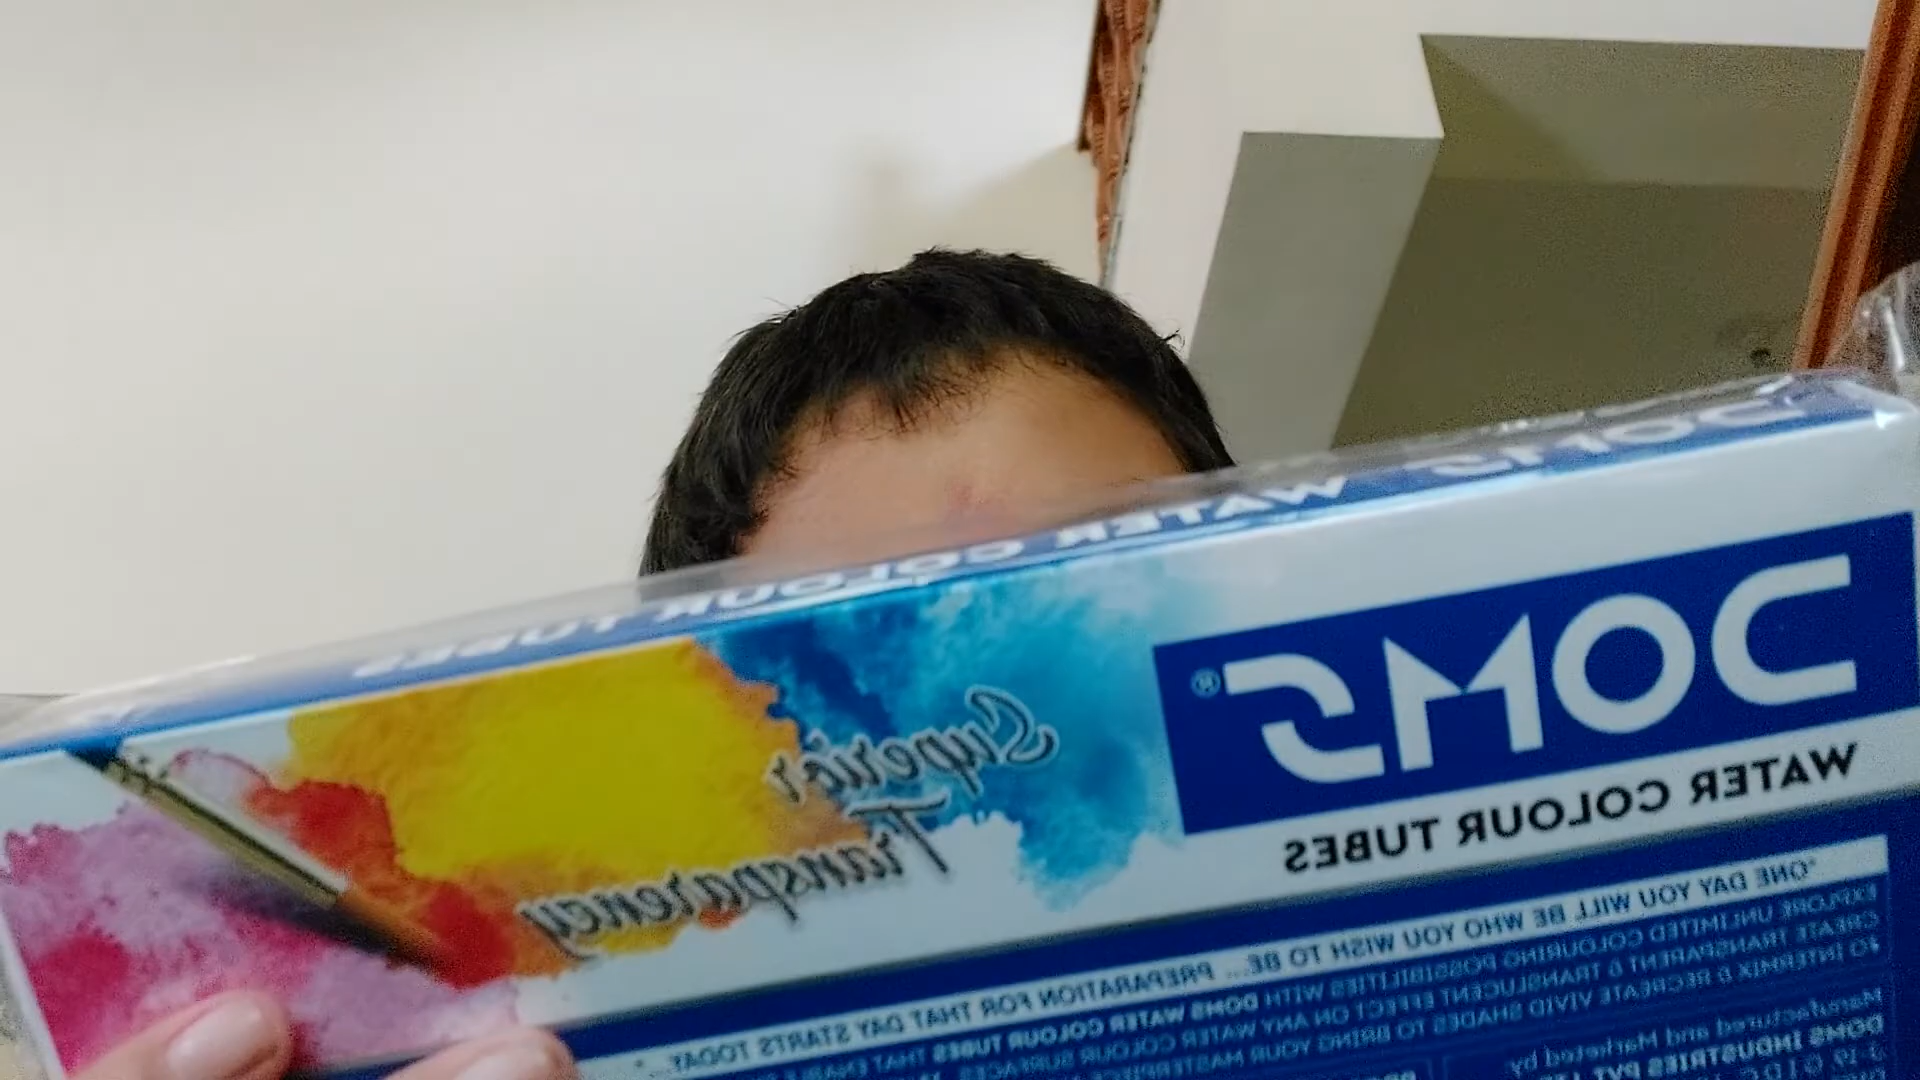 DOMS WATER COLOUR TUBES
DOMS®
WATER COLOUR TUBES
Superior
Transparency
"ONE DAY YOU WILL BE WHO YOU WISH TO BE... PREPARATION FOR THAT DAY STARTS TODAY..."
EXPLORE UNLIMITED COLOURING POSSIBILITIES WITH DOMS WATER COLOUR TUBES THAT ENABLE
CREATE TRANSPARENT & TRANSLUCENT EFFECT ON ANY WATER COLOUR SURFACES
TO INTERMIX & RECREATE VIVID SHADES TO BRING YOUR MASTERPIECE
Manufactured and Marketed by
DOMS INDUSTRIES PVT.